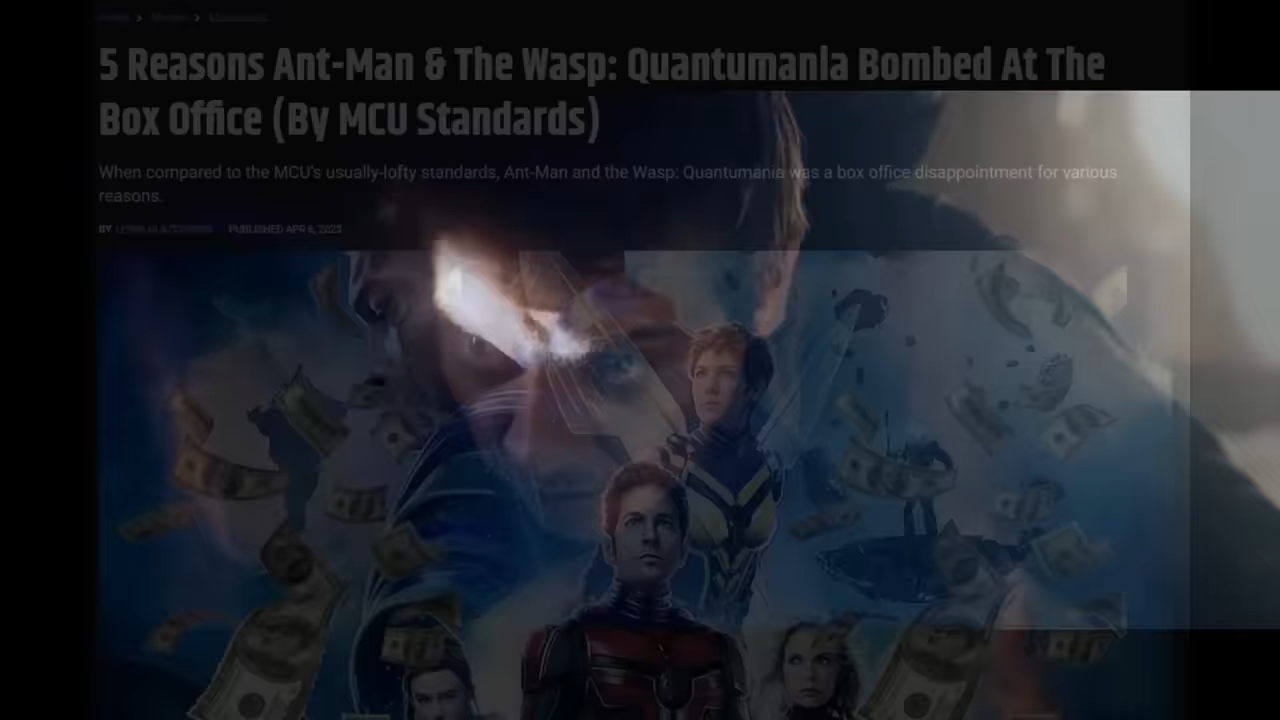 5 Reasons Ant-Man & The Wasp: Quantumania Bombed At The
Box Office (By MCU Standards)
When compared to the MCU's usually-lofty standards, Ant-Man and the Wasp: Quantumania was a box office disappointment for various
reasons.
BY PUBLISHED APR 6, 2023